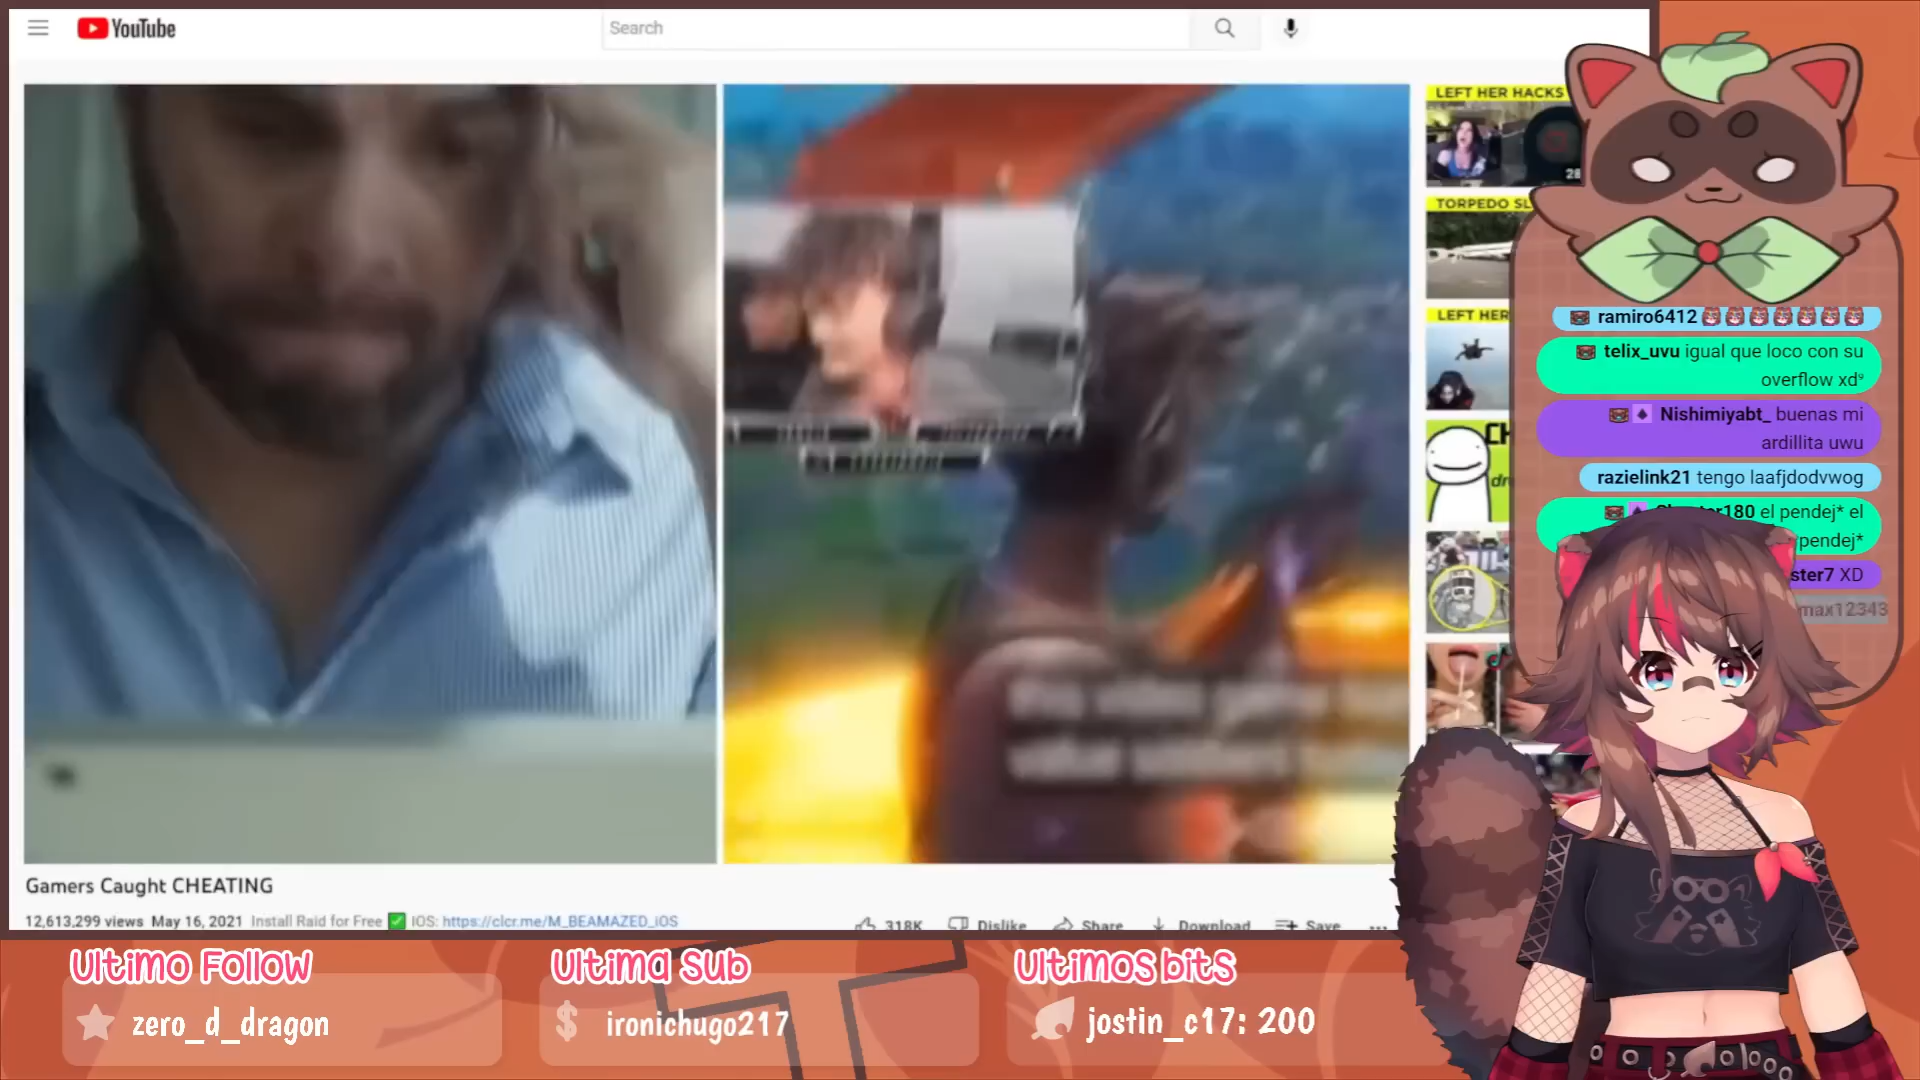 YouTube
Search
LEFT HER HACKS
28
TORPEDO
LEFT HER
ramiro6412
telix_uvu igual que loco con su
overflow xd⁹
Nishimiyabt_ buenas mi
ardillita uwu
razielink21 tengo laafjdodvwog
r180 el pendej* el
pendej*
ster7 XD
max12343
Gamers Caught CHEATING
12,613,299 views May 16, 2021 Install Raid for Free ✅ IOS: https://clcr.me/M_BEAMAZED_iOS
318K Dislike Share Download Save ...
Ultimo Follow
zero_d_dragon
Ultima Sub
ironichugo217
Ultimos bits
jostin_c17: 200